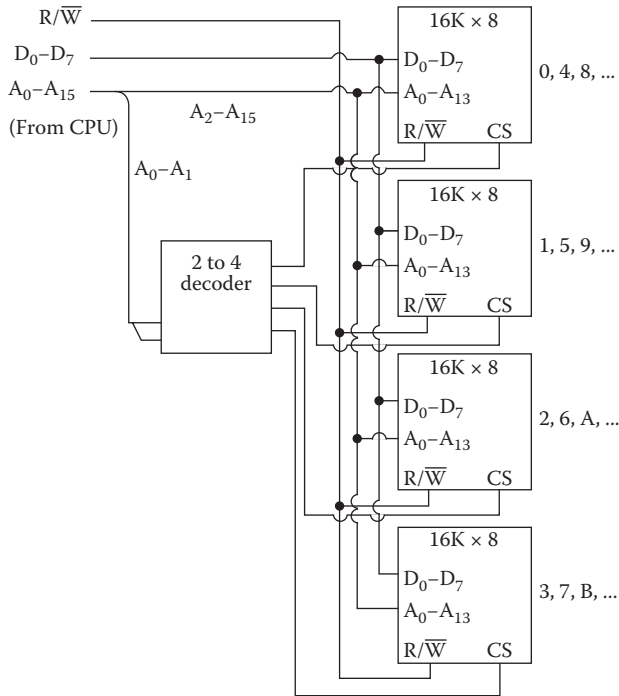 R/W̅
D₀–D₇
A₀–A₁₅
(From CPU)
A₂–A₁₅
A₀–A₁
2 to 4
decoder
16K × 8
D₀–D₇
A₀–A₁₃
R/W̅ CS
0, 4, 8, ...
16K × 8
D₀–D₇
A₀–A₁₃
R/W̅ CS
1, 5, 9, ...
16K × 8
D₀–D₇
A₀–A₁₃
R/W̅ CS
2, 6, A, ...
16K × 8
D₀–D₇
A₀–A₁₃
R/W̅ CS
3, 7, B, ...